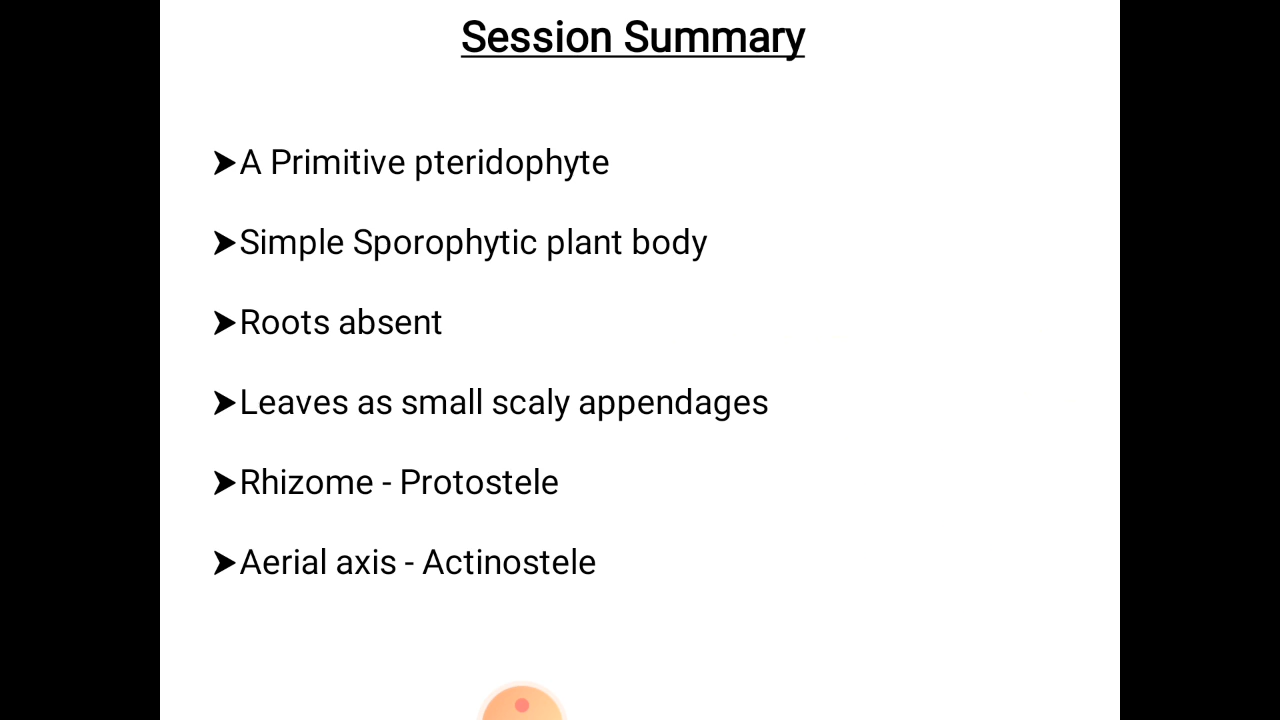 Session Summary
➤A Primitive pteridophyte
➤Simple Sporophytic plant body
➤Roots absent
➤Leaves as small scaly appendages
➤Rhizome - Protostele
➤Aerial axis - Actinostele